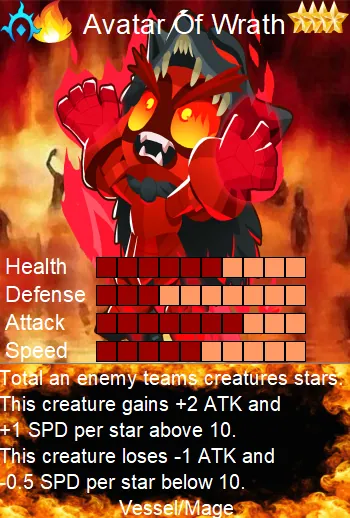 Avatar Of Wrath
Health
Defense
Attack
Speed
Total an enemy teams creatures stars.
This creature gains +2 ATK and
+1 SPD per star above 10.
This creature loses -1 ATK and
-0.5 SPD per star below 10.
Vessel/Mage